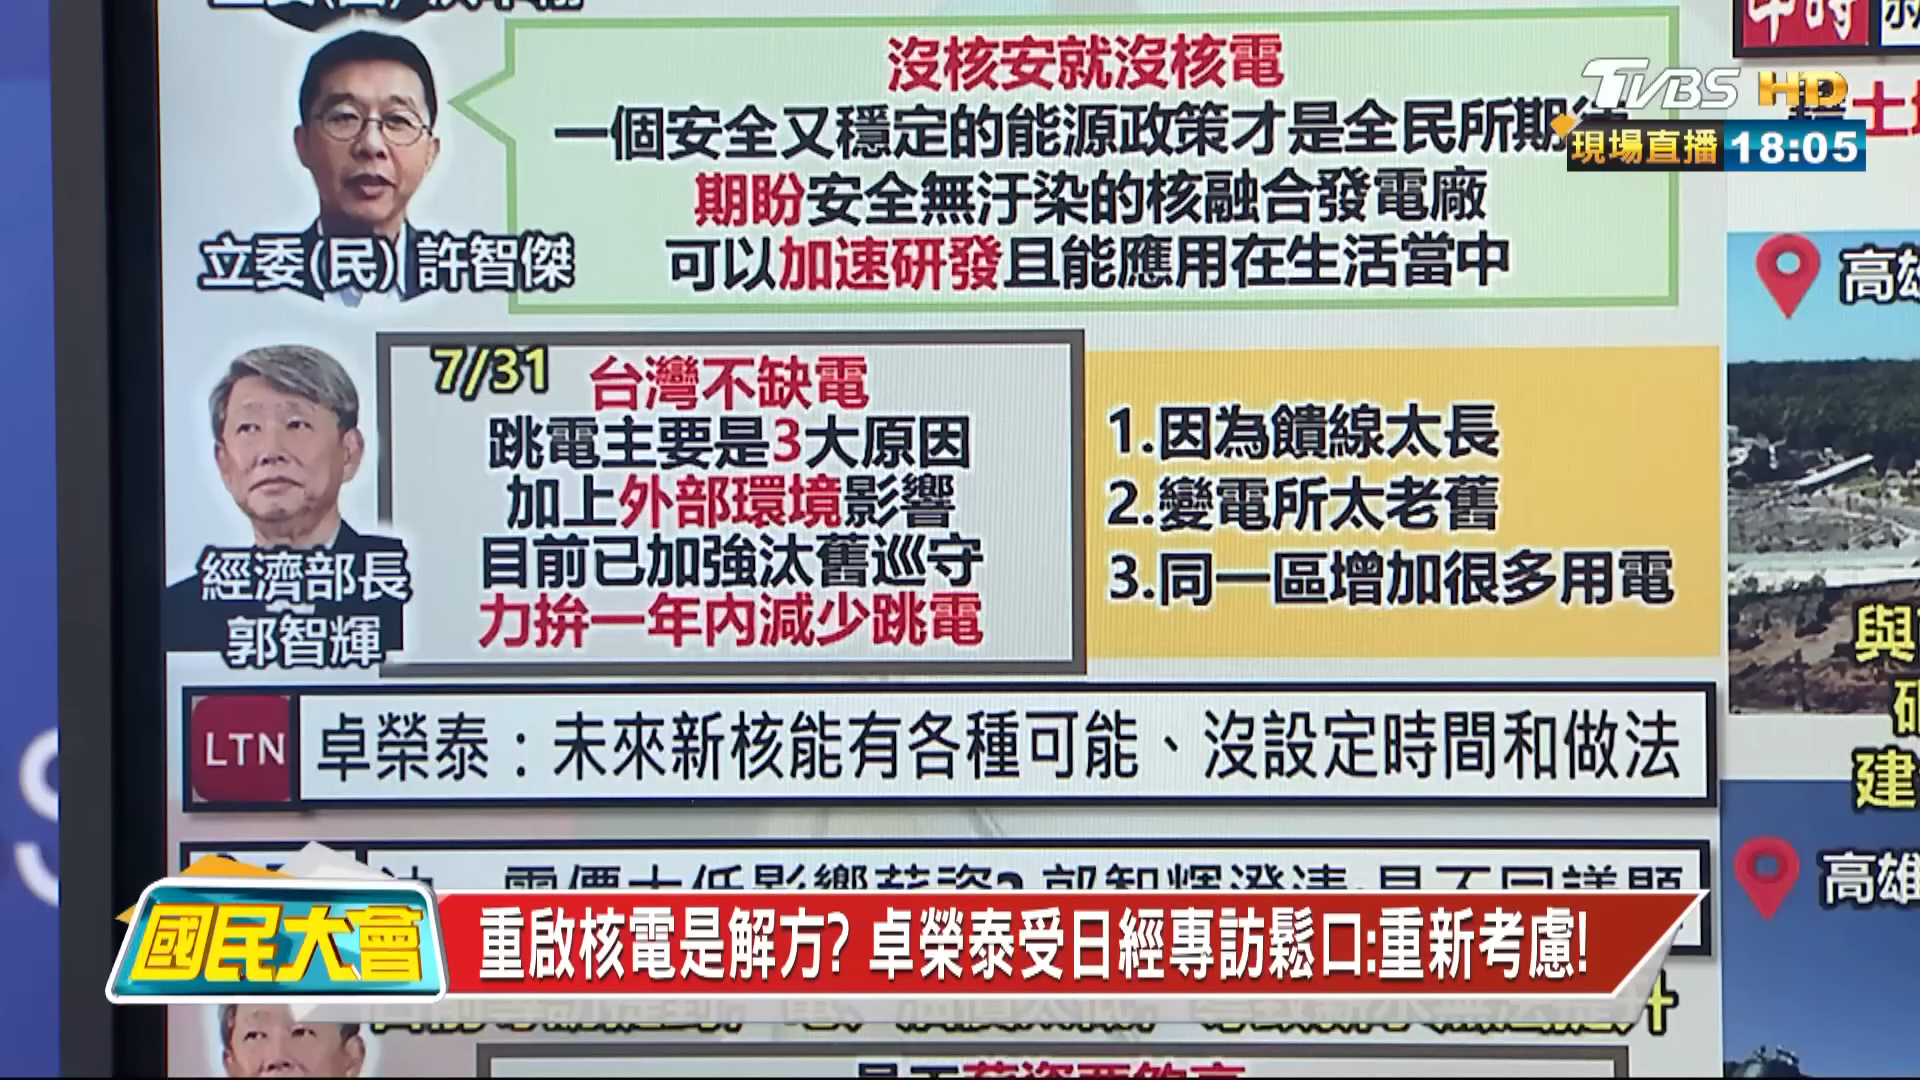 沒核安就沒核電
一個安全又穩定的能源政策才是全民所期
期盼安全無汙染的核融合發電廠
可以加速研發且能應用在生活當中
立委(民) 許智傑
TVBS HD
現場直播 18:05
7/31
台灣不缺電
跳電主要是3大原因
加上外部環境影響
目前已加強汰舊巡守
力拚一年內減少跳電
經濟部長
郭智輝
1.因為饋線太長
2.變電所太老舊
3.同一區增加很多用電
LTN 卓榮泰：未來新核能有各種可能、沒設定時間和做法
國民大會
重啟核電是解方? 卓榮泰受日經專訪鬆口:重新考慮!
中時
土
高雄
與
建
高雄